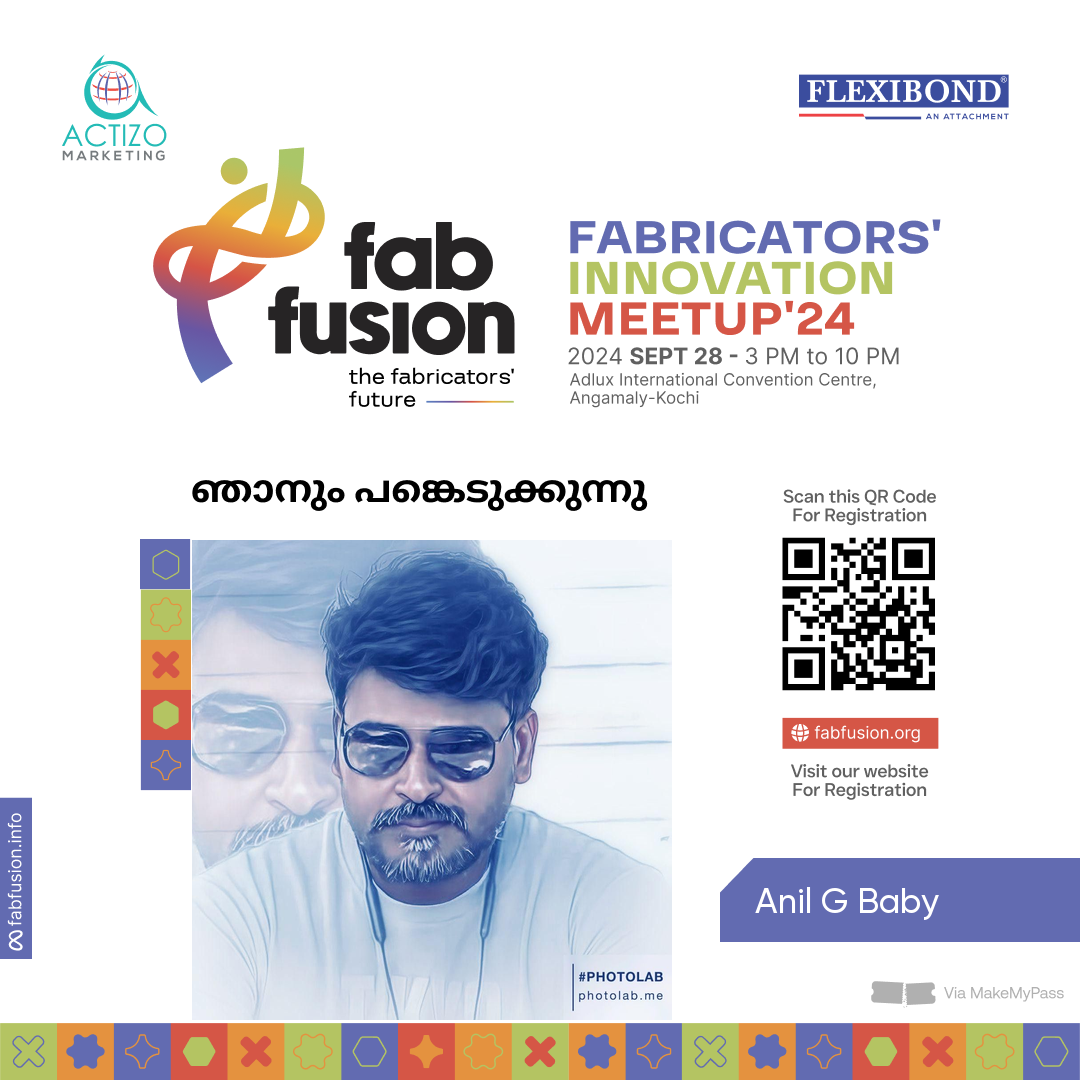 ACTIZO
MARKETING
FLEXIBOND®
AN ATTACHMENT
fab
fusion
the fabricators'
future
FABRICATORS'
INNOVATION
MEETUP'24
2024 SEPT 28 - 3 PM to 10 PM
Adlux International Convention Centre,
Angamaly-Kochi
ഞാനും പങ്കെടുക്കുന്നു
Scan this QR Code
For Registration
fabfusion.org
Visit our website
For Registration
fabfusion.info
Anil G Baby
#PHOTOLAB
photolab.me
Via MakeMyPass